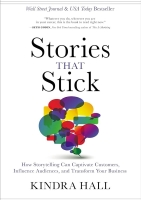 Wall Street Journal & USA Today Bestseller
Stories
THAT
Stick
How Storytelling Can Captivate Customers,
Influence Audiences, and Transform Your Business
KINDRA HALL